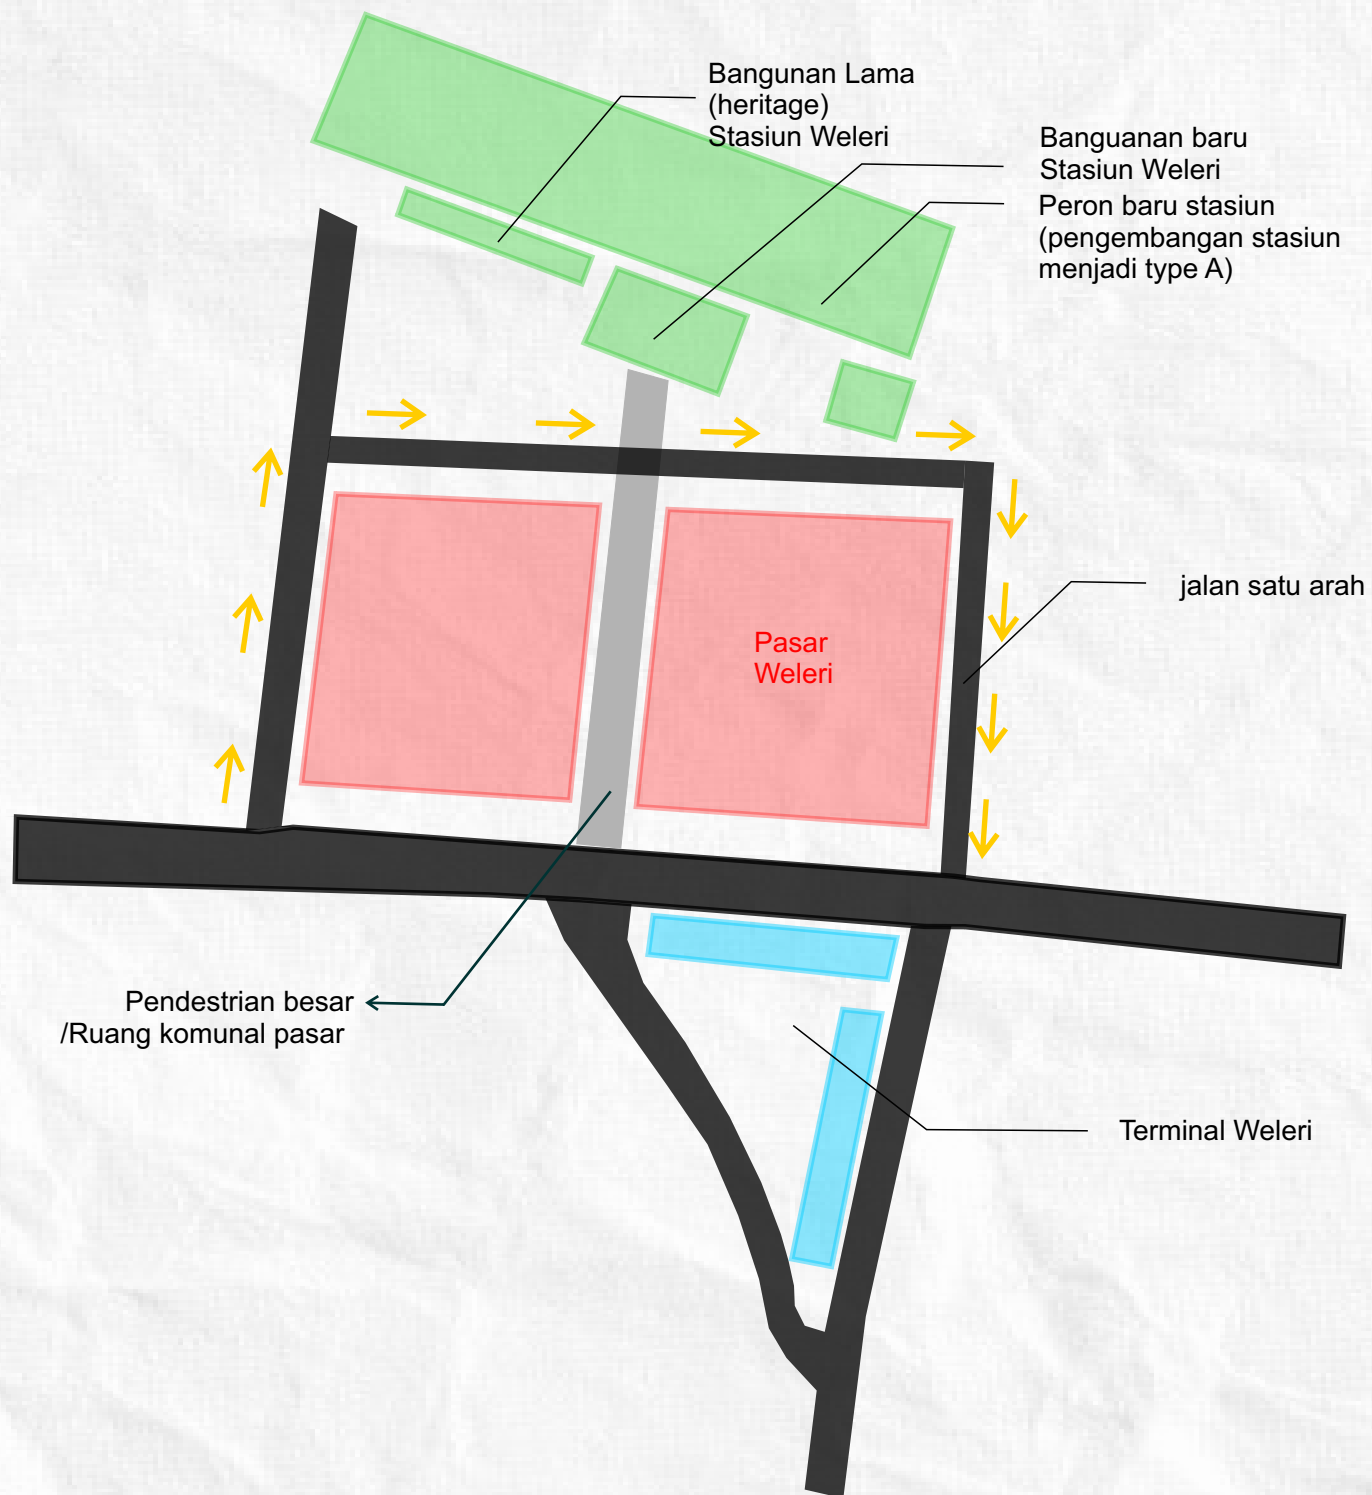 Bangunan Lama
(heritage)
Stasiun Weleri
Banguanan baru
Stasiun Weleri
Peron baru stasiun
(pengembangan stasiun
menjadi type A)
jalan satu arah
Pasar
Weleri
Pendestrian besar
/Ruang komunal pasar
Terminal Weleri